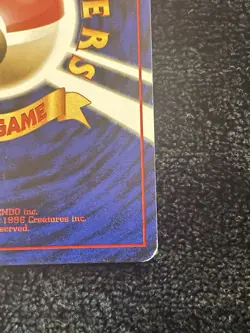 ERS
GAME
NDO inc.
1996 Creatures inc.
served.